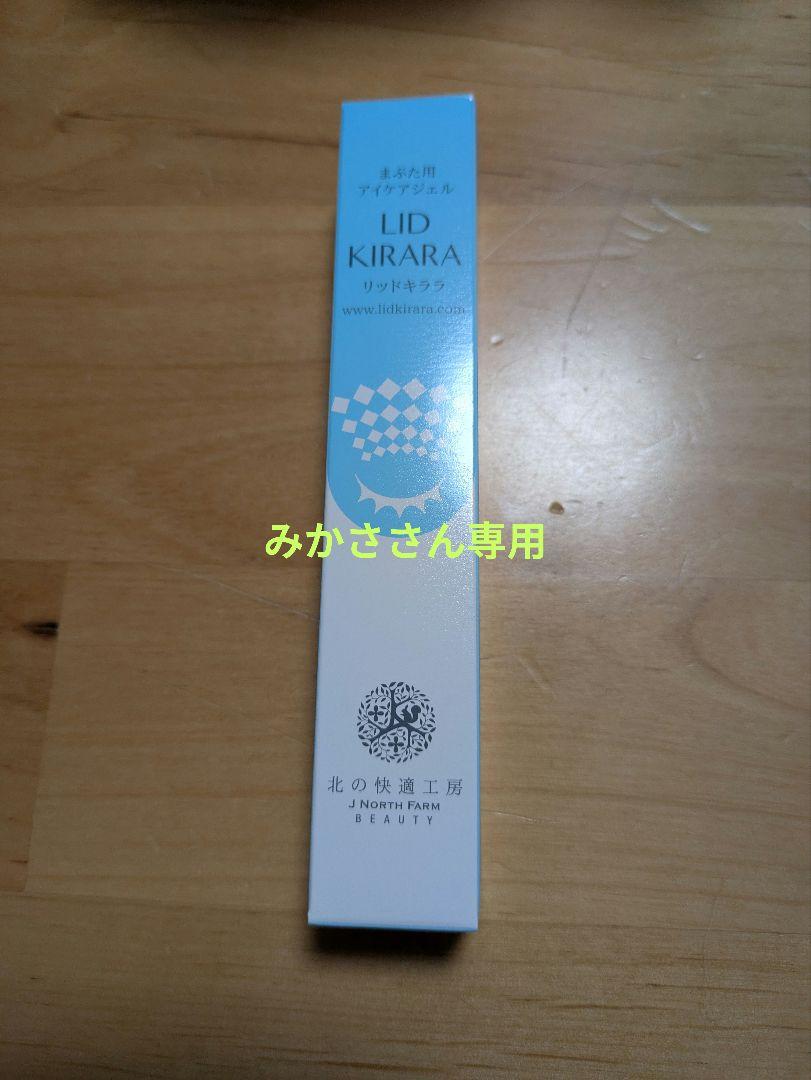 まぶた用
アイケアジェル
LID
KIRARA
リッドキララ
www.lidkirara.com
みかささん専用
北の快適工房
J NORTH FARM
BEAUTY